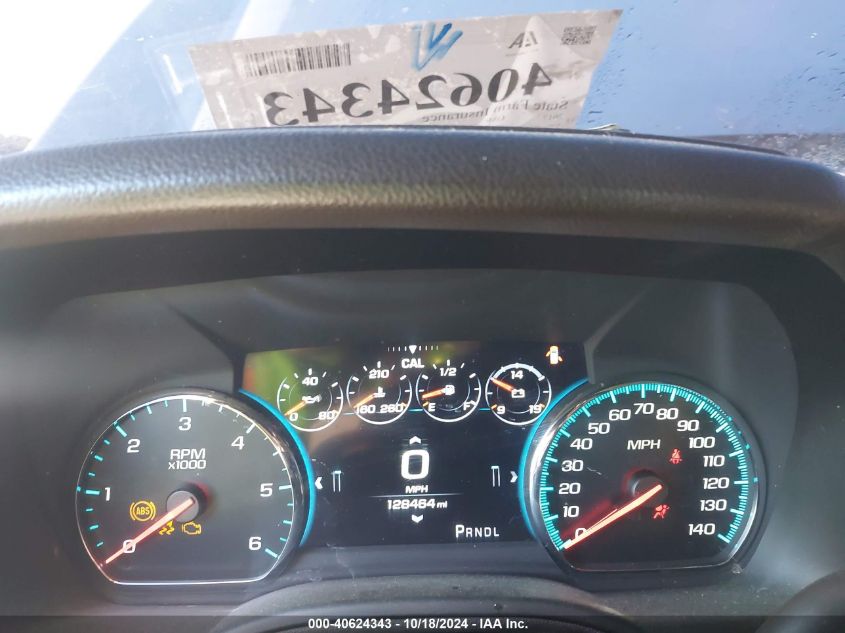 IAA
40624343
State Farm Insurance
CAL
40
0 80
210
160 260
1/2
E F
14
9 19
RPM
x1000
0 1 2 3 4 5 6
ABS
0
MPH
128464 mi
PRNDL
MPH
0 10 20 30 40 50 60 70 80 90 100 110 120 130 140
000-40624343 - 10/18/2024 - IAA Inc.